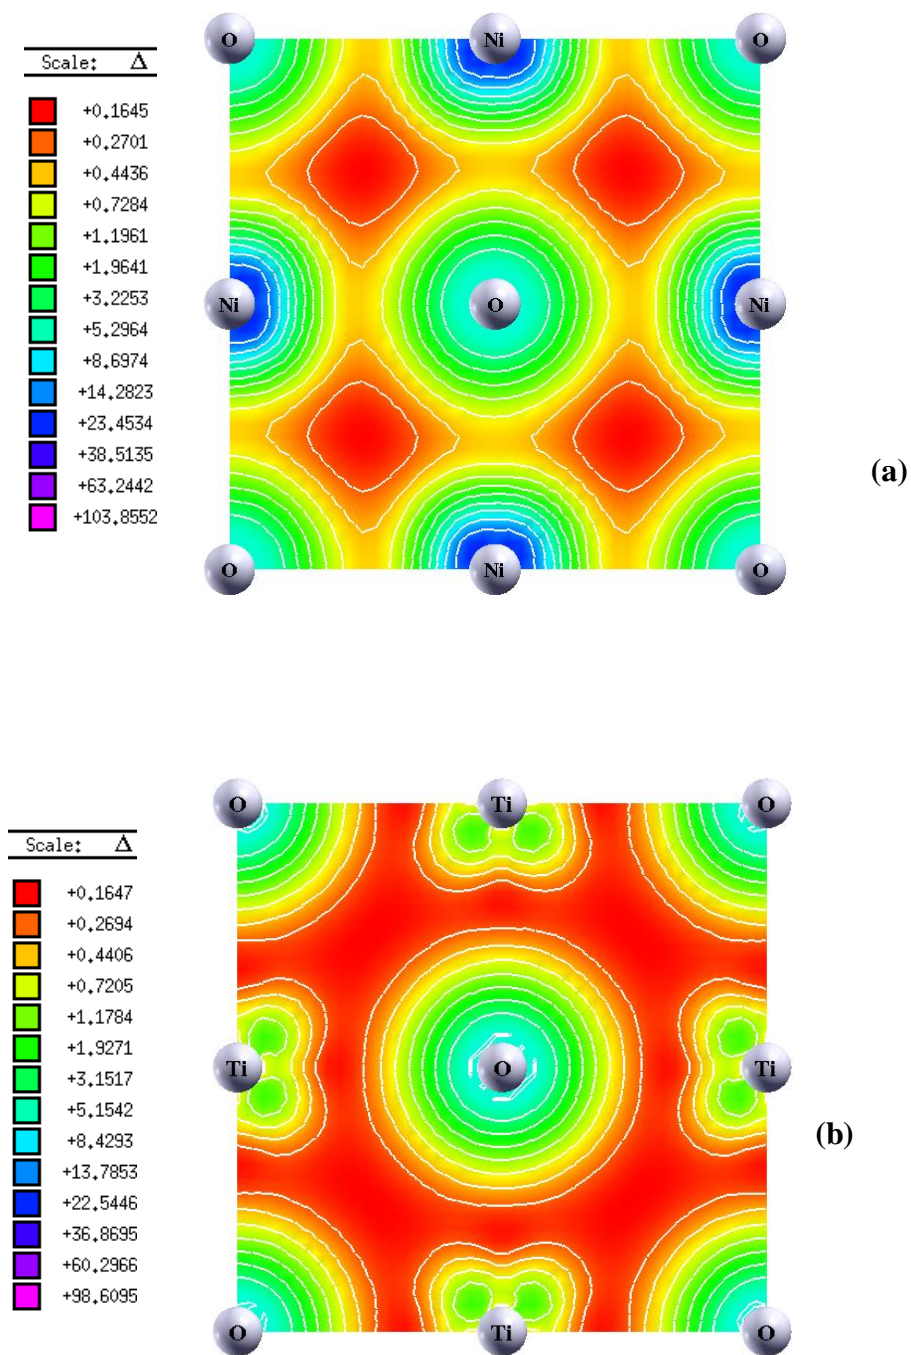 O Ni O
Scale: Δ
+0.1645
+0.2701
+0.4436
+0.7284
+1.1961
+1.9641
+3.2253
+5.2964
+8.6974
+14.2823
+23.4534
+38.5135
+63.2442
+103.8552
Ni O Ni
(a)
O Ni O
O Ti O
Scale: Δ
+0.1647
+0.2694
+0.4406
+0.7205
+1.1784
+1.9271
+3.1517
+5.1542
+8.4293
+13.7853
+22.5446
+36.8695
+60.2966
+98.6095
Ti O Ti
(b)
O Ti O